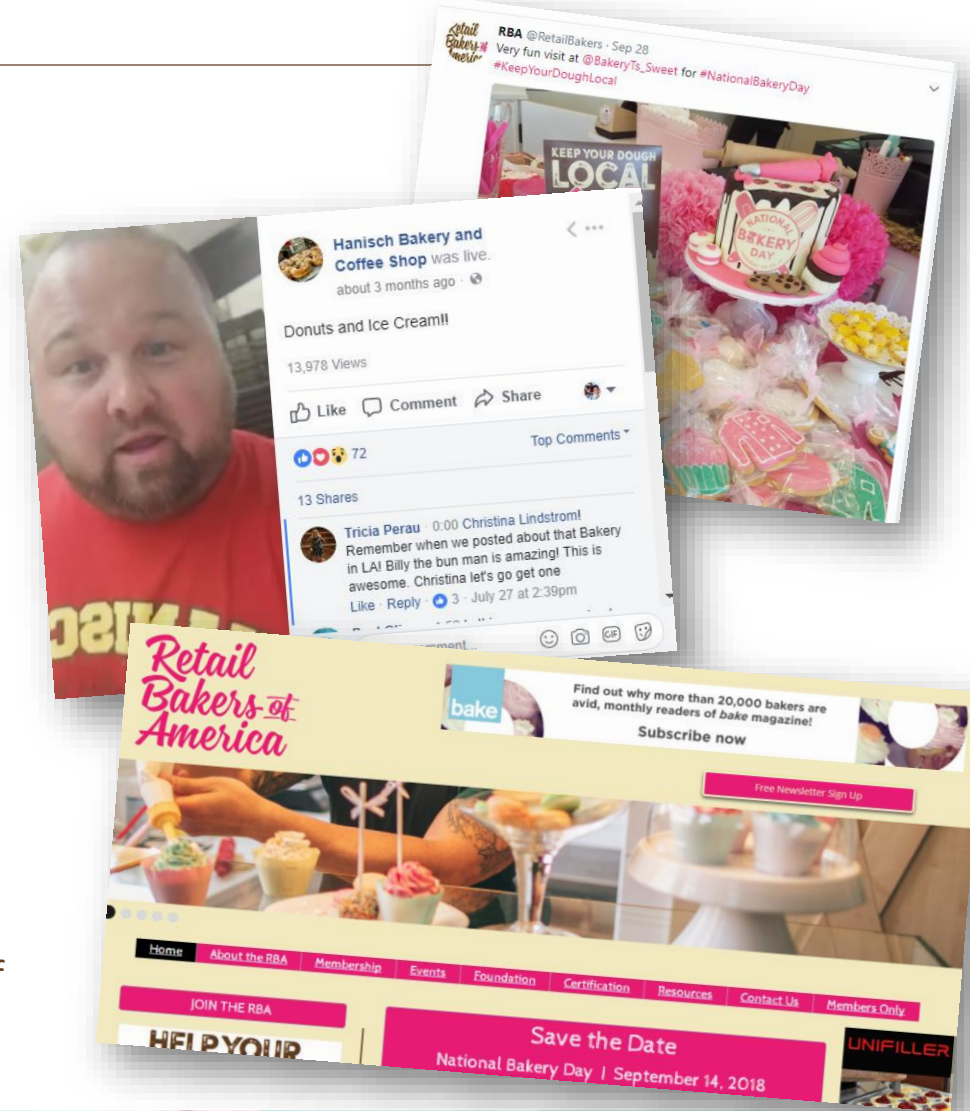 RBA @RetailBakers · Sep 28
Very fun visit at @BakeryTs_Sweet for #NationalBakeryDay
#KeepYourDoughLocal
Retail
Bakers
KEEP YOUR DOUGH
LOCAL
NATIONAL
BAKERY
DAY
Hanisch Bakery and
Coffee Shop was live.
about 3 months ago ·
Donuts and Ice Cream!!
13,978 Views
Like Comment Share
72
Top Comments
13 Shares
Tricia Perau · 0:00 Christina Lindstrom!
Remember when we posted about that Bakery
in LA! Billy the bun man is amazing! This is
awesome. Christina let's go get one
Like · Reply · 3 · July 27 at 2:39pm
GIF
Retail
Bakers of
America
bake
Find out why more than 20,000 bakers are
avid, monthly readers of bake magazine!
Subscribe now
Free Newsletter Sign Up
Home About the RBA Membership Events Foundation Certification Resources Contact Us Members Only
JOIN THE RBA
HELP YOUR
Save the Date
National Bakery Day | September 14, 2018
UNIFILLER